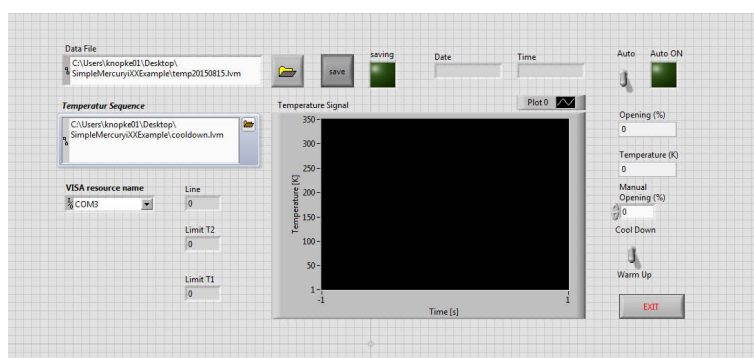 Data File
C:\Users\knopke01\Desktop\
SimpleMercuryiXXExample\temp20150815.lvm
save
saving
Date
Time
Auto
Auto ON
Temperatur Sequence
C:\Users\knopke01\Desktop\
SimpleMercuryiXXExample\cooldown.lvm
Temperature Signal
Plot 0
350
300
250
200
150
100
50
1
Temperature [K]
-1
1
Time [s]
VISA resource name
COM3
Line
0
Limit T2
0
Limit T1
0
Opening (%)
0
Temperature (K)
0
Manual
Opening (%)
0
Cool Down
Warm Up
EXIT